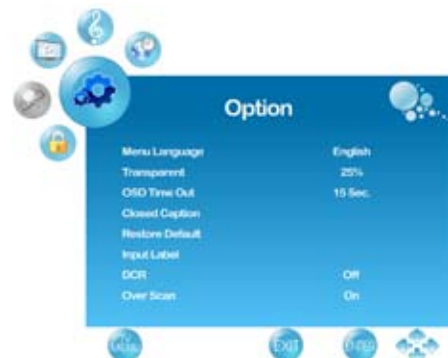 Option
Menu Language English
Transparent 25%
OSD Time Out 15 Sec.
Closed Caption
Restore Default
Input Label
DCR Off
Over Scan On
EXIT